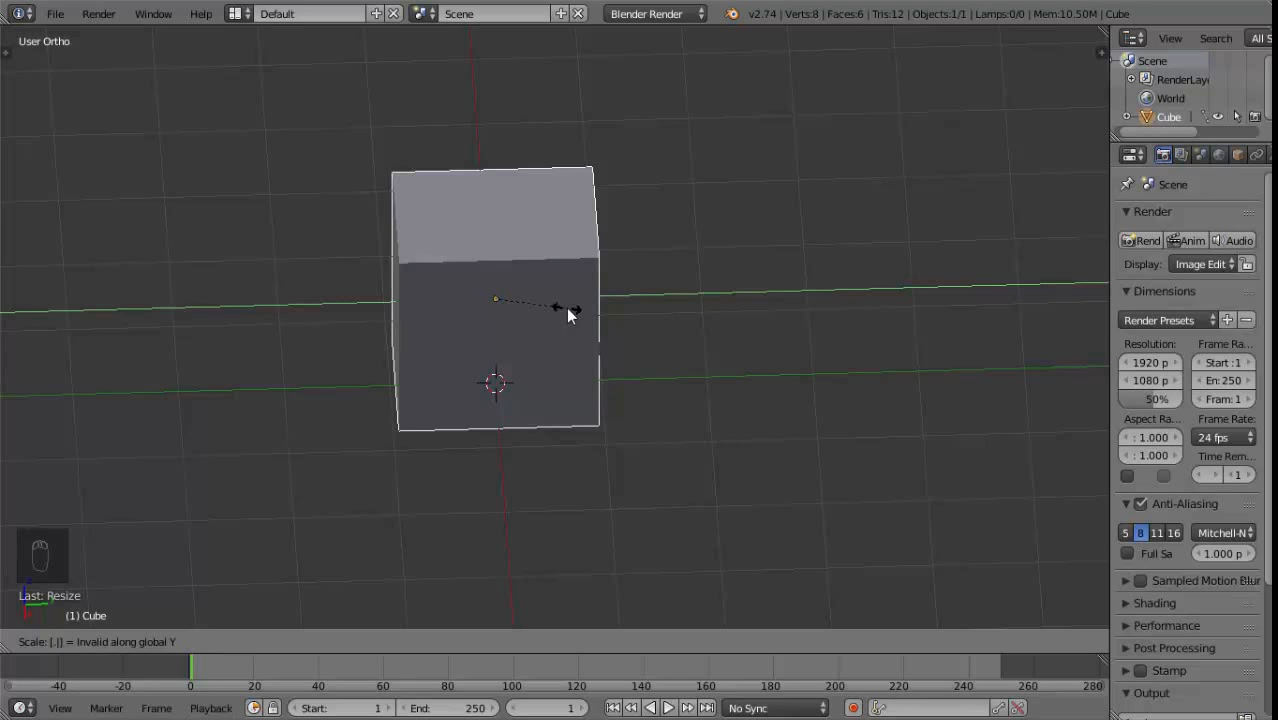 File Render Window Help Default Scene Blender Render v2.74 | Verts:8 | Faces:6 | Tris:12 | Objects:1/1 | Lamps:0/0 | Mem:10.50M | Cube
User Ortho
View Search All S
Scene
RenderLaye
World
Cube
Scene
Render
Rend Anim Audio
Display: Image Edit
Dimensions
Render Presets
Resolution: Frame Ra...
1920 p Start :1
1080 p En: 250
50% Fram: 1
Aspect Ra... Frame Rate:
: 1.000 24 fps
: 1.000 Time Rem...
1
Anti-Aliasing
5 8 11 16 Mitchell-N
Full Sa 1.000 p
Sampled Motion Blur
Shading
Performance
Post Processing
Stamp
Output
Last: Resize
(1) Cube
Scale: [.|] = Invalid along global Y
-40 -20 0 20 40 60 80 100 120 140 160 180 200 220 240 260 280
View Marker Frame Playback Start: 1 End: 250 1 No Sync